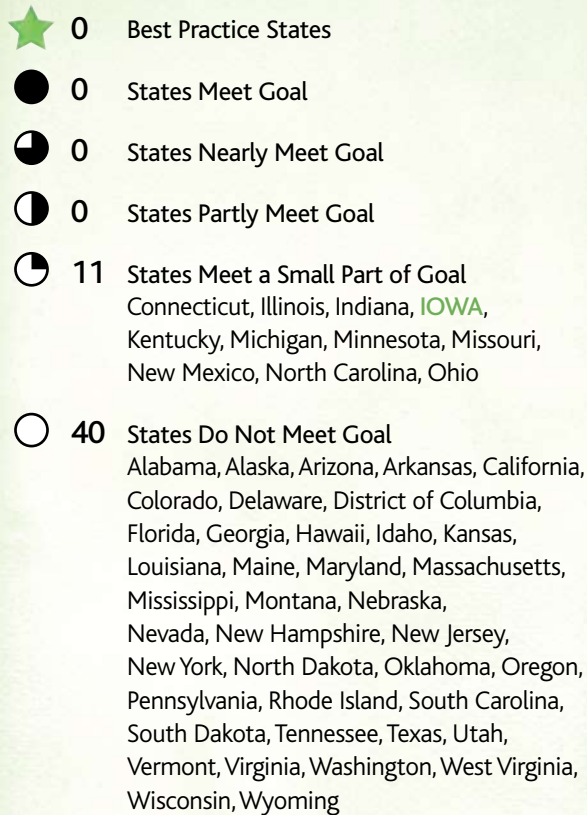 0 Best Practice States
0 States Meet Goal
0 States Nearly Meet Goal
0 States Partly Meet Goal
11 States Meet a Small Part of Goal
Connecticut, Illinois, Indiana, IOWA,
Kentucky, Michigan, Minnesota, Missouri,
New Mexico, North Carolina, Ohio
40 States Do Not Meet Goal
Alabama, Alaska, Arizona, Arkansas, California,
Colorado, Delaware, District of Columbia,
Florida, Georgia, Hawaii, Idaho, Kansas,
Louisiana, Maine, Maryland, Massachusetts,
Mississippi, Montana, Nebraska,
Nevada, New Hampshire, New Jersey,
New York, North Dakota, Oklahoma, Oregon,
Pennsylvania, Rhode Island, South Carolina,
South Dakota, Tennessee, Texas, Utah,
Vermont, Virginia, Washington, West Virginia,
Wisconsin, Wyoming